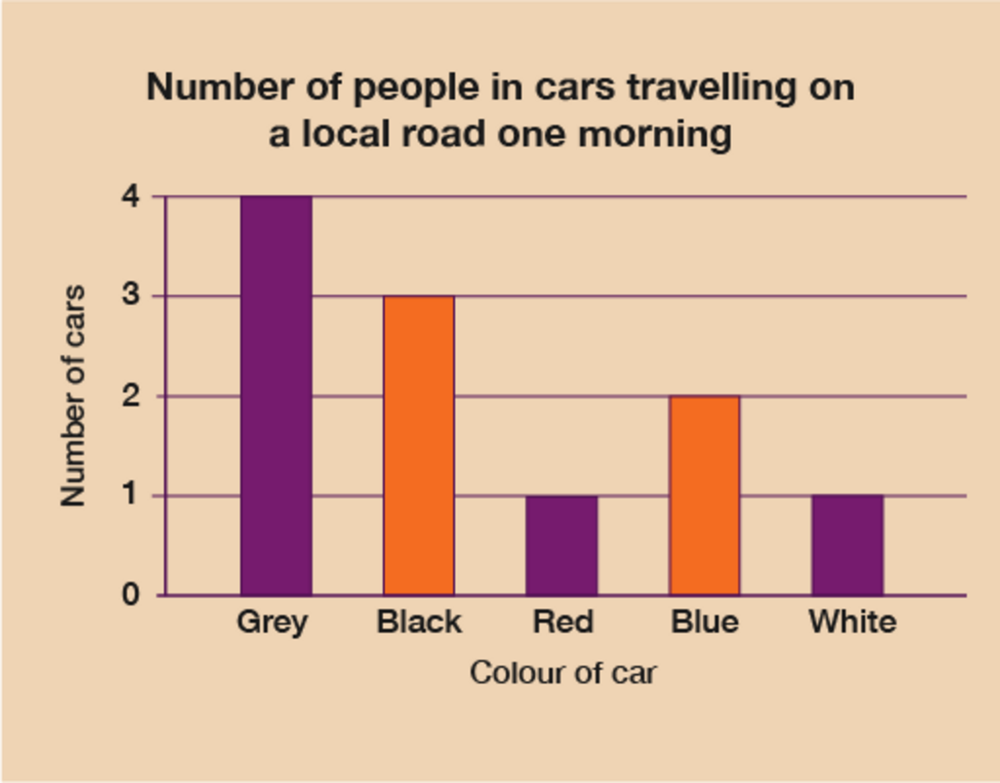 Number of people in cars travelling on
a local road one morning
Number of cars
4
3
2
1
0
Grey Black Red Blue White
Colour of car